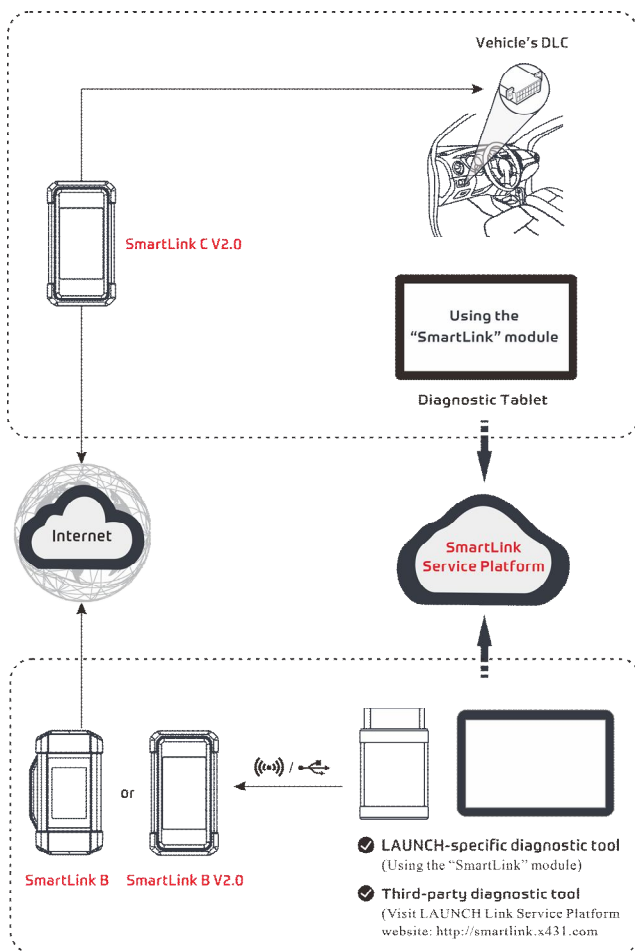 Vehicle's DLC
SmartLink C V2.0
Using the
"SmartLink" module
Diagnostic Tablet
Internet
SmartLink
Service Platform
or
/
SmartLink B
SmartLink B V2.0
LAUNCH-specific diagnostic tool
(Using the "SmartLink" module)
Third-party diagnostic tool
(Visit LAUNCH Link Service Platform
website: http://smartlink.x431.com